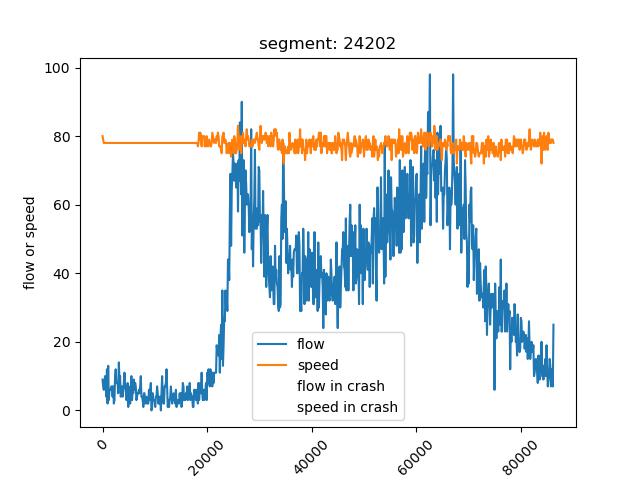 segment: 24202
100
80
60
40
20
0
flow or speed
flow
speed
flow in crash
speed in crash
0
20000
40000
60000
80000